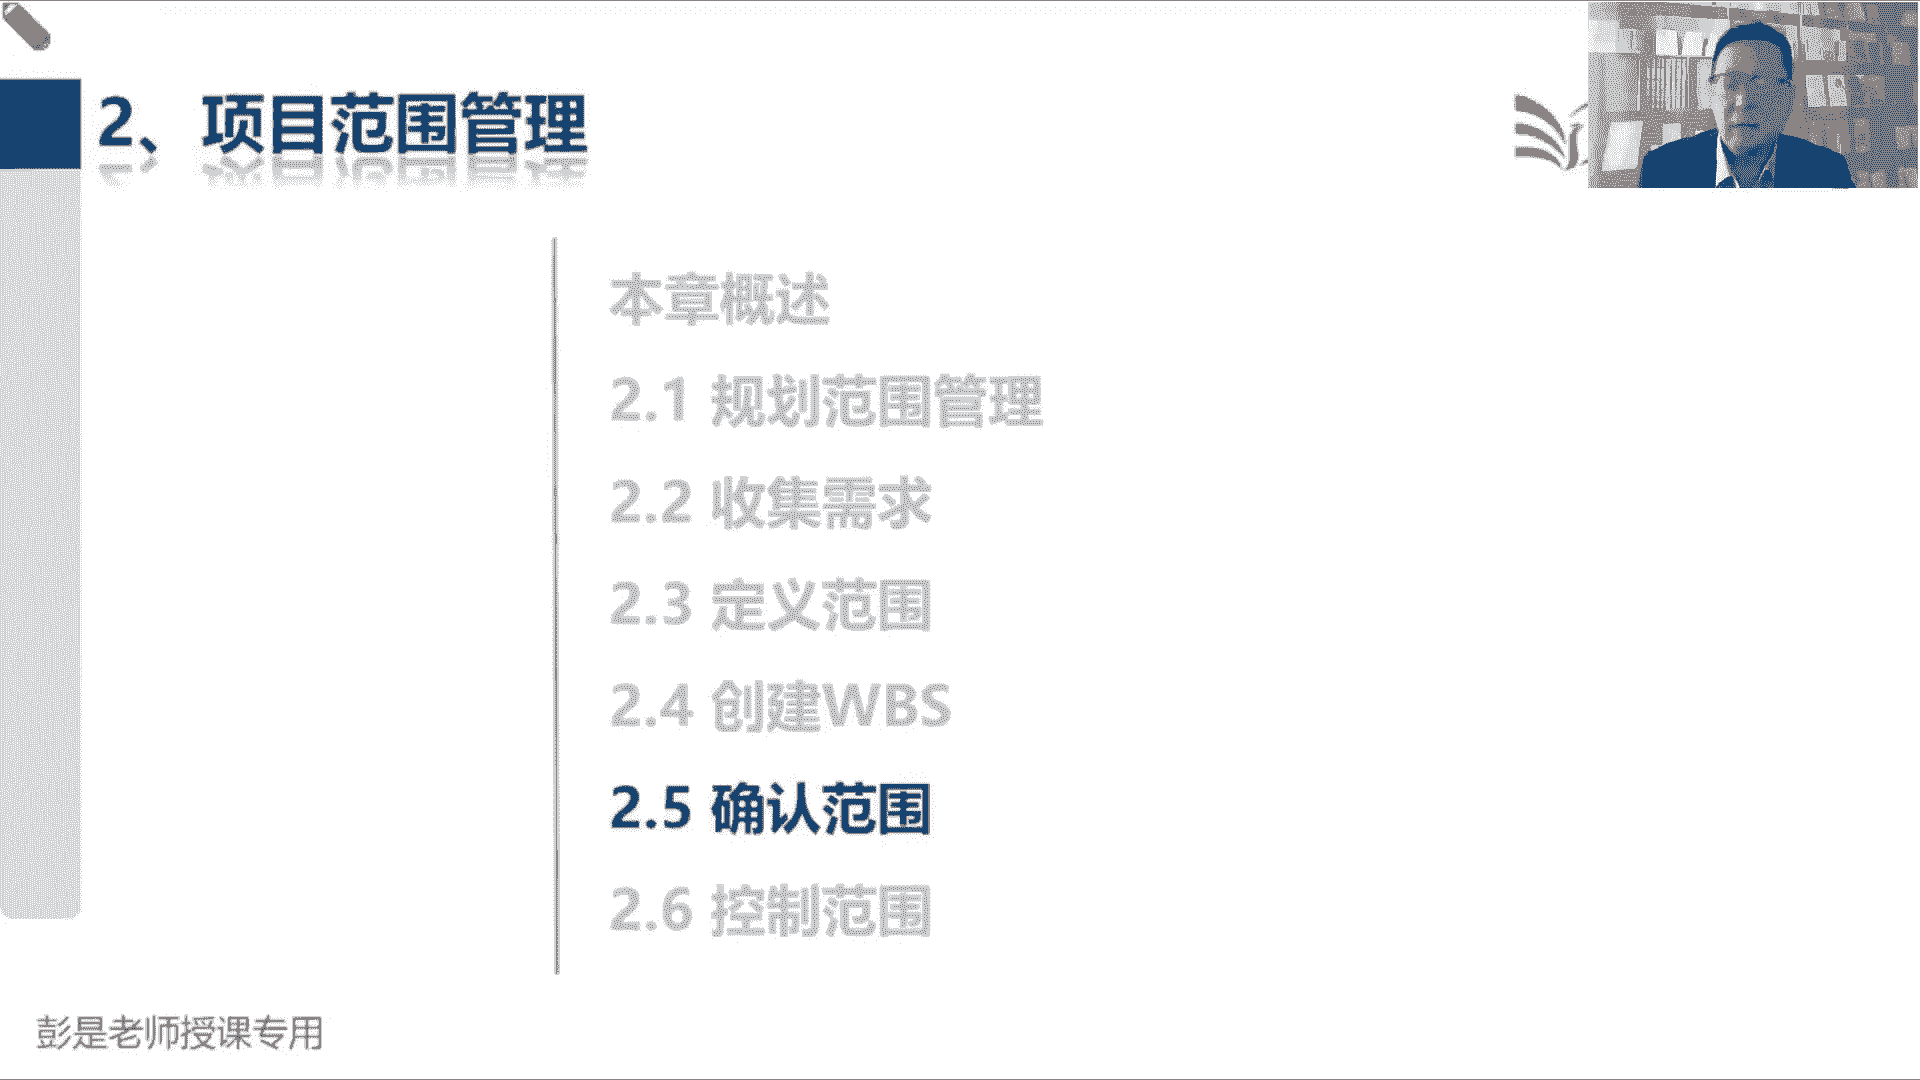 2、项目范围管理
本章概述
2.1 规划范围管理
2.2 收集需求
2.3 定义范围
2.4 创建WBS
2.5 确认范围
2.6 控制范围
彭是老师授课专用